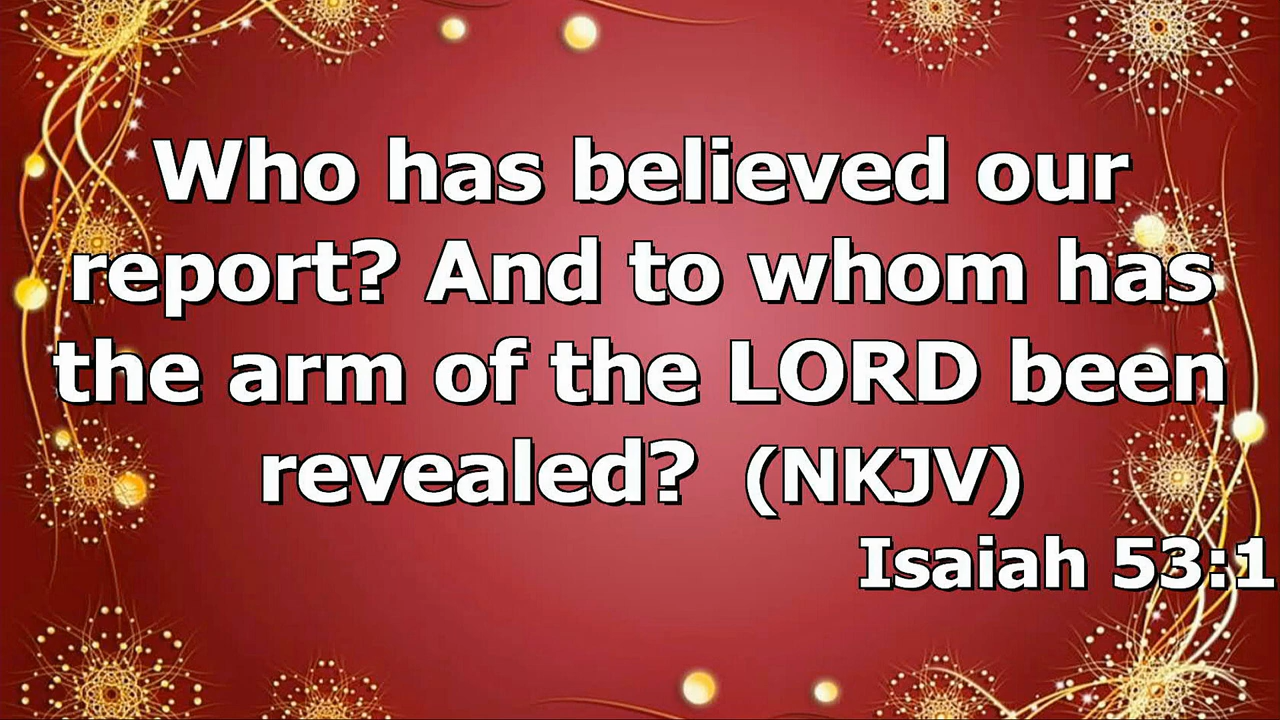 Who has believed our
report? And to whom has
the arm of the LORD been
revealed? (NKJV)
Isaiah 53:1